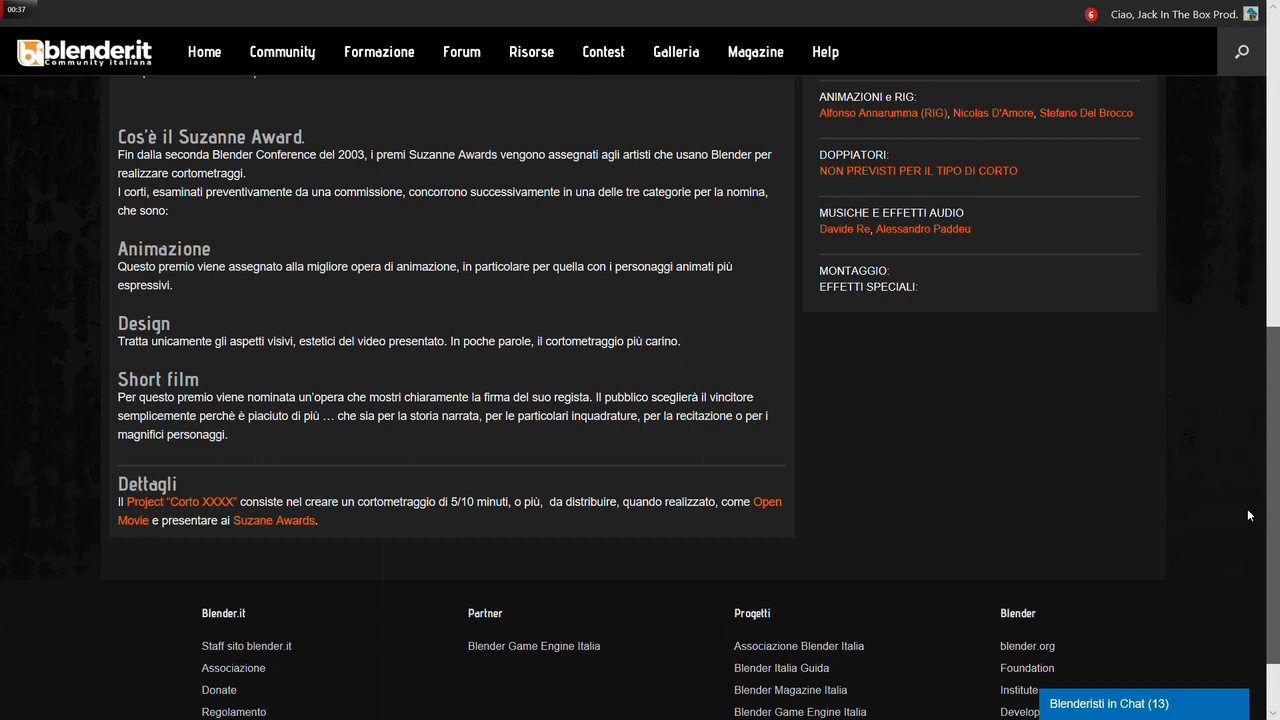 00:37
6 Ciao, Jack In The Box Prod.
blender.it
Community italiana
Home Community Formazione Forum Risorse Contest Galleria Magazine Help
Cos'è il Suzanne Award.
Fin dalla seconda Blender Conference del 2003, i premi Suzanne Awards vengono assegnati agli artisti che usano Blender per
realizzare cortometraggi.
I corti, esaminati preventivamente da una commissione, concorrono successivamente in una delle tre categorie per la nomina,
che sono:
Animazione
Questo premio viene assegnato alla migliore opera di animazione, in particolare per quella con i personaggi animati più
espressivi.
Design
Tratta unicamente gli aspetti visivi, estetici del video presentato. In poche parole, il cortometraggio più carino.
Short film
Per questo premio viene nominata un'opera che mostri chiaramente la firma del suo regista. Il pubblico sceglierà il vincitore
semplicemente perchè è piaciuto di più … che sia per la storia narrata, per le particolari inquadrature, per la recitazione o per i
magnifici personaggi.
Dettagli
Il Project “Corto XXXX” consiste nel creare un cortometraggio di 5/10 minuti, o più, da distribuire, quando realizzato, come Open
Movie e presentare ai Suzane Awards.
ANIMAZIONI e RIG:
Alfonso Annarumma (RIG), Nicolas D'Amore, Stefano Del Brocco
DOPPIATORI:
NON PREVISTI PER IL TIPO DI CORTO
MUSICHE E EFFETTI AUDIO
Davide Re, Alessandro Paddeu
MONTAGGIO:
EFFETTI SPECIALI:
Blender.it
Staff sito blender.it
Associazione
Donate
Regolamento
Partner
Blender Game Engine Italia
Progetti
Associazione Blender Italia
Blender Italia Guida
Blender Magazine Italia
Blender Game Engine Italia
Blender
blender.org
Foundation
Institute
Develop
Blenderisti in Chat (13)